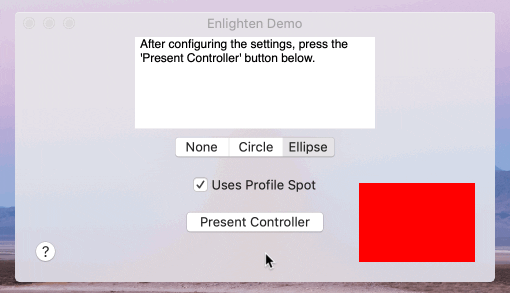 Enlighten Demo
After configuring the settings, press the
'Present Controller' button below.
None Circle Ellipse
Uses Profile Spot
Present Controller
?